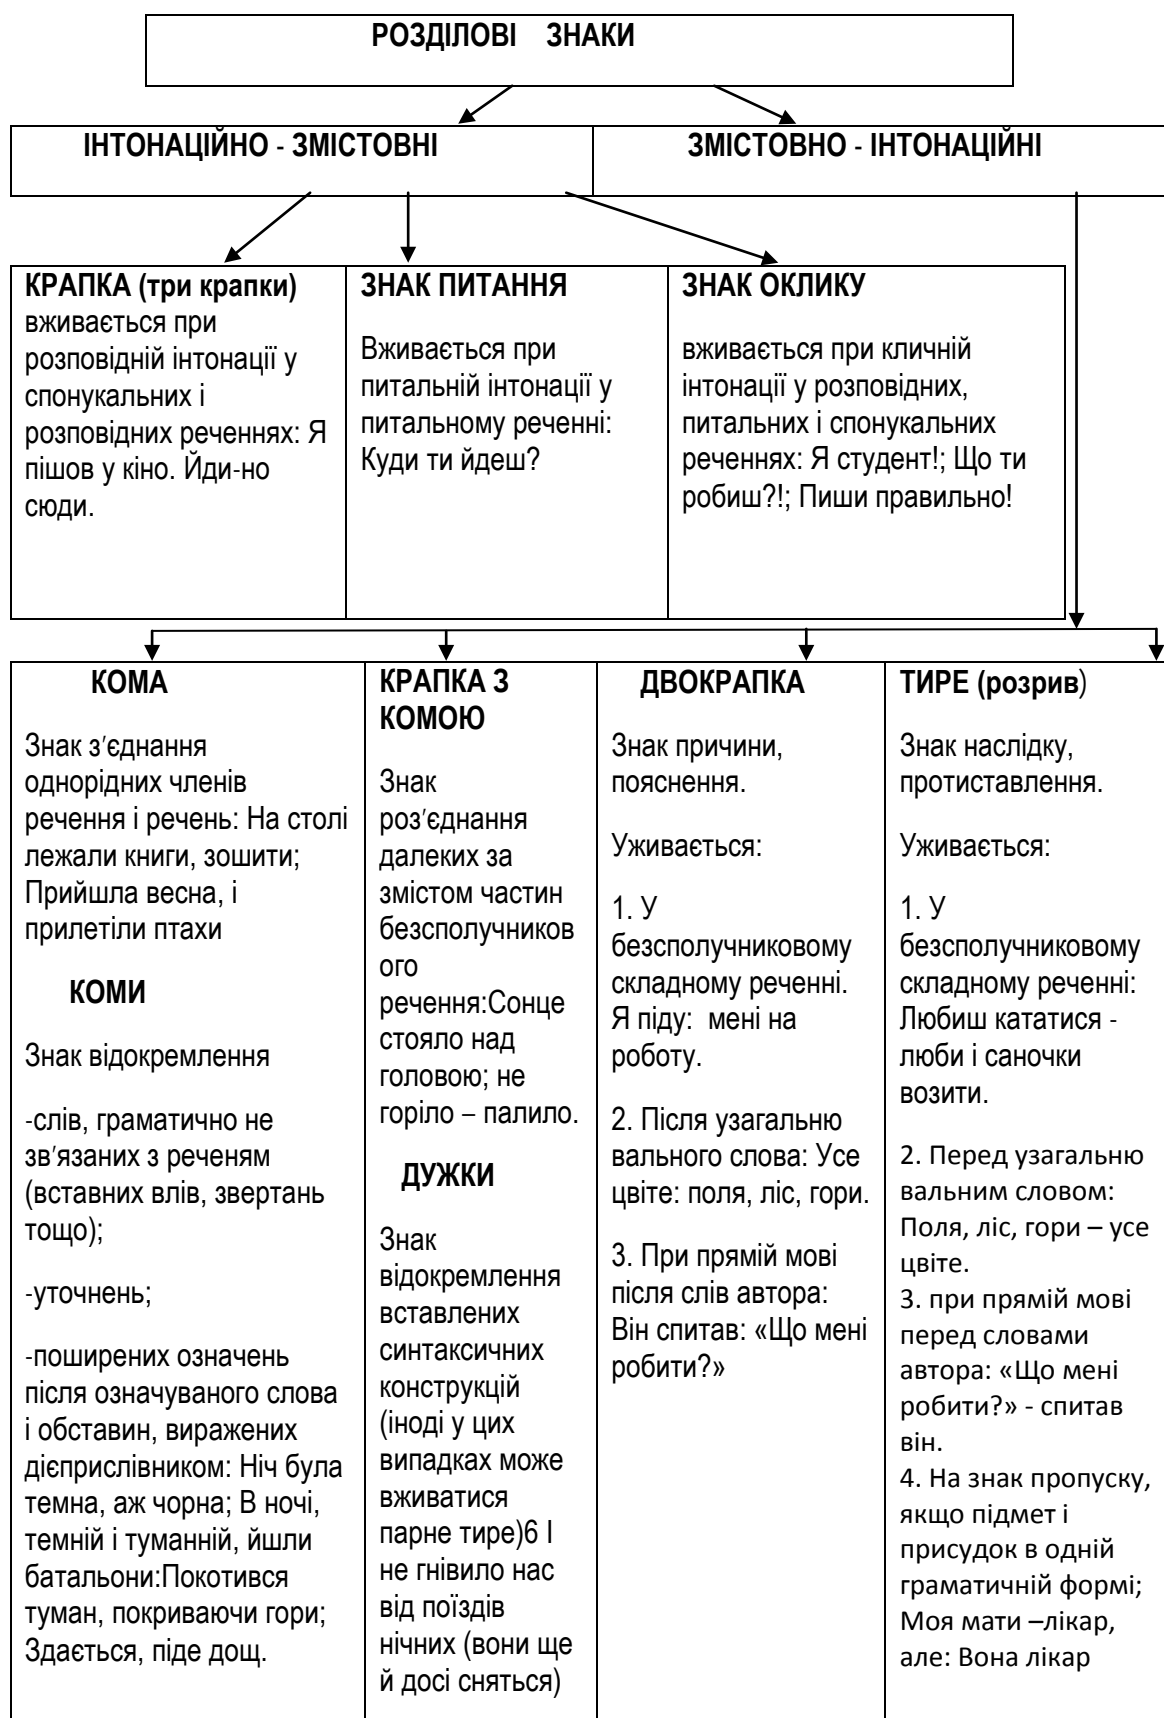 РОЗДІЛОВІ ЗНАКИ
ІНТОНАЦІЙНО - ЗМІСТОВНІ
ЗМІСТОВНО - ІНТОНАЦІЙНІ
КРАПКА (три крапки)
вживається при
розповідній інтонації у
спонукальних і
розповідних реченнях: Я
пішов у кіно. Йди-но
сюди.
ЗНАК ПИТАННЯ
Вживається при
питальній інтонації у
питальному реченні:
Куди ти йдеш?
ЗНАК ОКЛИКУ
вживається при кличній
інтонації у розповідних,
питальних і спонукальних
реченнях: Я студент!; Що ти
робиш?!; Пиши правильно!
КОМА
Знак з′єднання
однорідних членів
речення і речень: На столі
лежали книги, зошити;
Прийшла весна, і
прилетіли птахи
КОМИ
Знак відокремлення
-слів, граматично не
зв′язаних з реченям
(вставних влів, звертань
тощо);
-уточнень;
-поширених означень
після означуваного слова
і обставин, виражених
дієприслівником: Ніч була
темна, аж чорна; В ночі,
темній і туманній, йшли
батальони:Покотився
туман, покриваючи гори;
Здається, піде дощ.
КРАПКА З
КОМОЮ
Знак
роз′єднання
далеких за
змістом частин
безсполучников
ого
речення:Сонце
стояло над
головою; не
горіло – палило.
ДУЖКИ
Знак
відокремлення
вставлених
синтаксичних
конструкцій
(іноді у цих
випадках може
вживатися
парне тире)6 І
не гнівило нас
від поїздів
нічних (вони ще
й досі сняться)
ДВОКРАПКА
Знак причини,
пояснення.
Уживається:
1. У
безсполучниковому
складному реченні.
Я піду: мені на
роботу.
2. Після узагальню
вального слова: Усе
цвіте: поля, ліс, гори.
3. При прямій мові
після слів автора:
Він спитав: «Що мені
робити?»
ТИРЕ (розрив)
Знак наслідку,
протиставлення.
Уживається:
1. У
безсполучниковому
складному реченні:
Любиш кататися -
люби і саночки
возити.
2. Перед узагальню
вальним словом:
Поля, ліс, гори – усе
цвіте.
3. при прямій мові
перед словами
автора: «Що мені
робити?» - спитав
він.
4. На знак пропуску,
якщо підмет і
присудок в одній
граматичній формі;
Моя мати –лікар,
але: Вона лікар